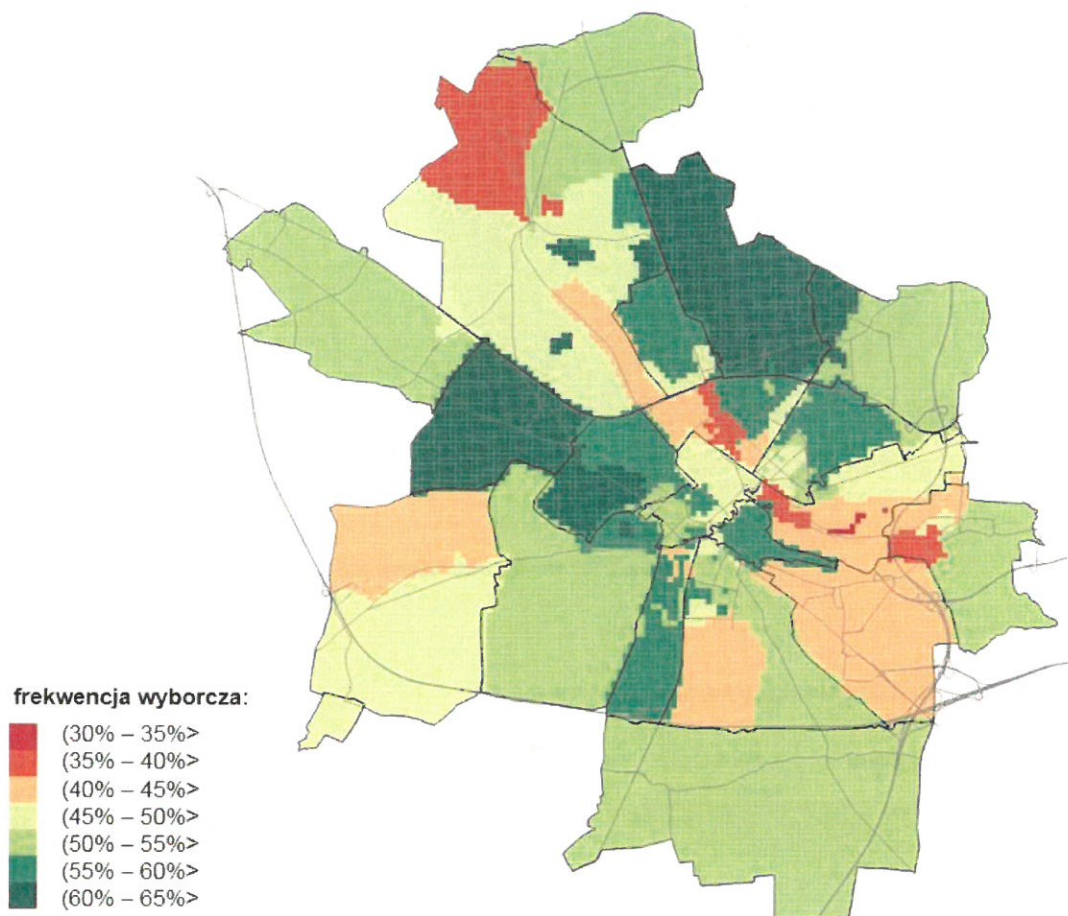 frekwencja wyborcza:
(30% – 35%>
(35% – 40%>
(40% – 45%>
(45% – 50%>
(50% – 55%>
(55% – 60%>
(60% – 65%>